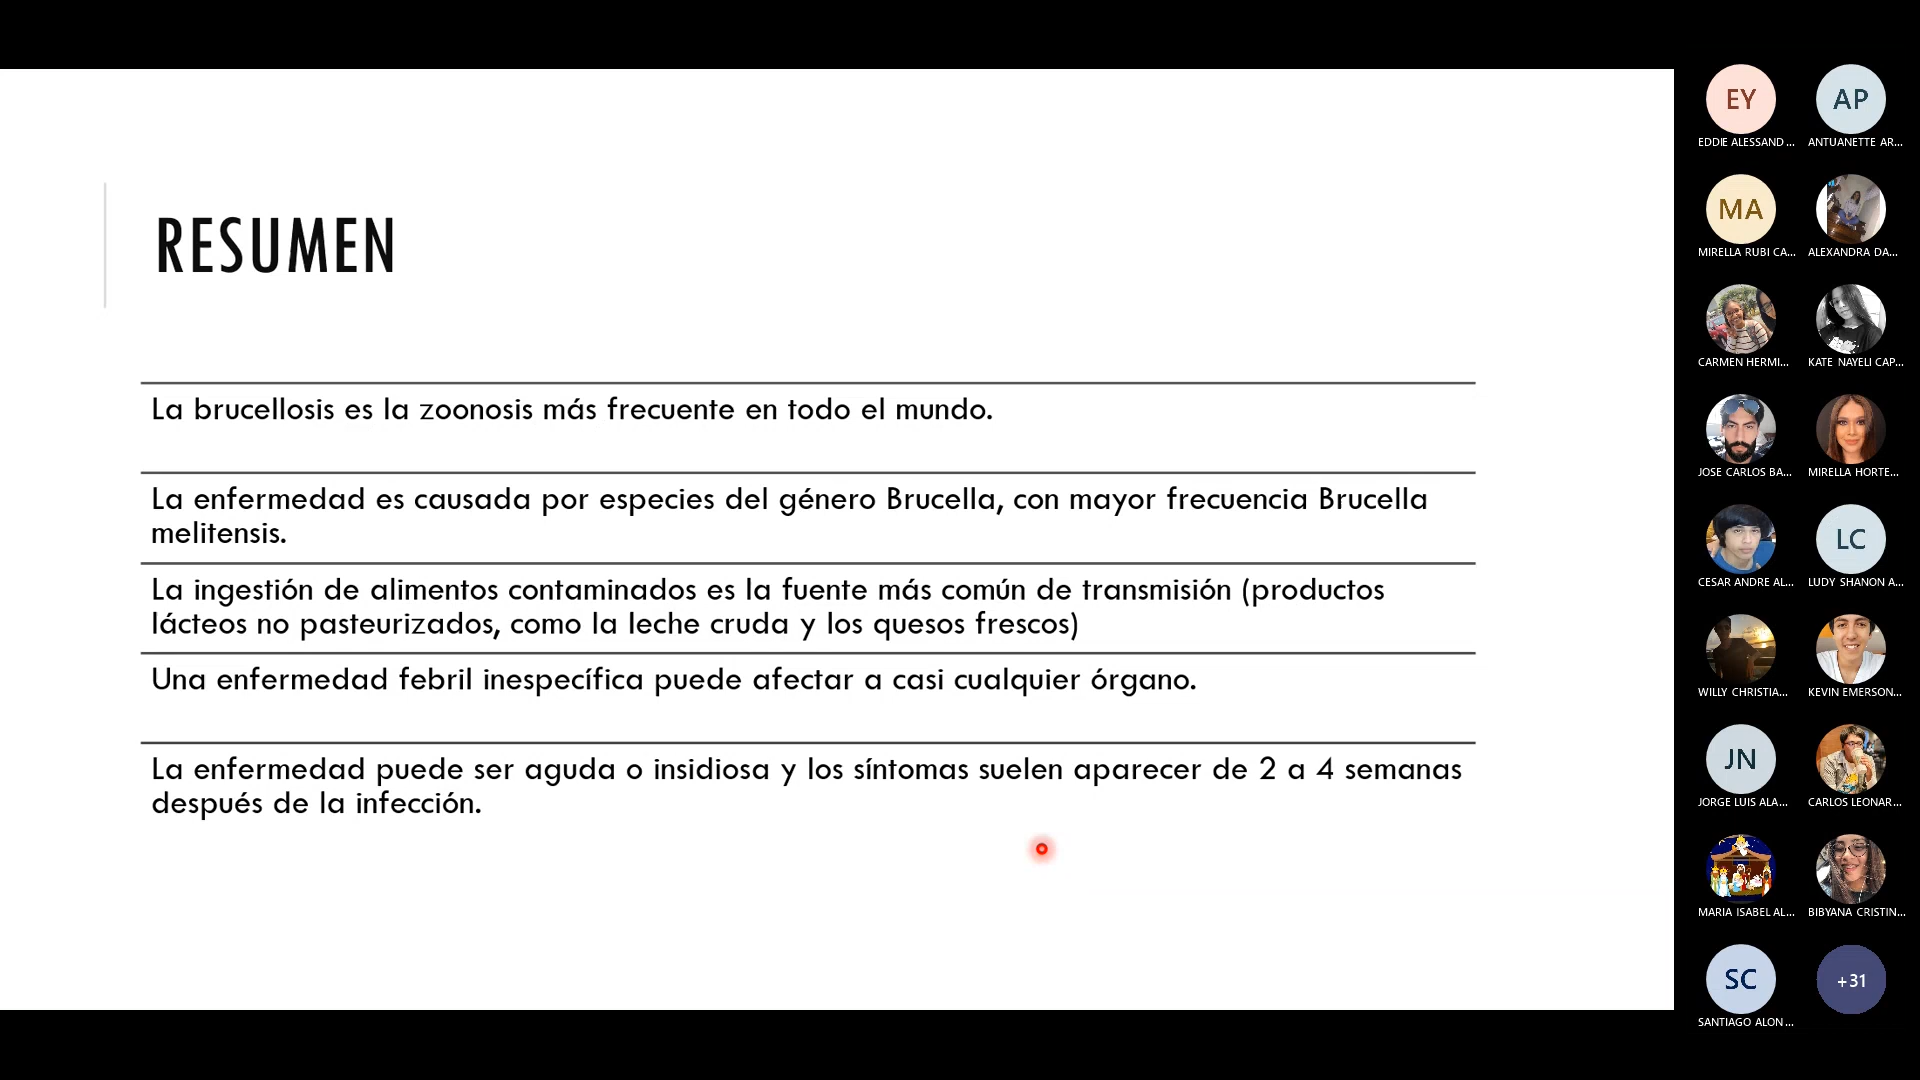 RESUMEN
La brucellosis es la zoonosis más frecuente en todo el mundo.
La enfermedad es causada por especies del género Brucella, con mayor frecuencia Brucella
melitensis.
La ingestión de alimentos contaminados es la fuente más común de transmisión (productos
lácteos no pasteurizados, como la leche cruda y los quesos frescos)
Una enfermedad febril inespecífica puede afectar a casi cualquier órgano.
La enfermedad puede ser aguda o insidiosa y los síntomas suelen aparecer de 2 a 4 semanas
después de la infección.
EY
AP
EDDIE ALESSAND...
ANTUANETTE AR...
MA
MIRELLA RUBI CA...
ALEXANDRA DA...
CARMEN HERMI...
KATE NAYELI CAP...
JOSE CARLOS BA...
MIRELLA HORTE...
LC
CESAR ANDRE AL...
LUDY SHANON A...
WILLY CHRISTIA...
KEVIN EMERSON...
JN
JORGE LUIS ALA...
CARLOS LEONAR...
MARIA ISABEL AL...
BIBYANA CRISTIN...
SC
+31
SANTIAGO ALON...